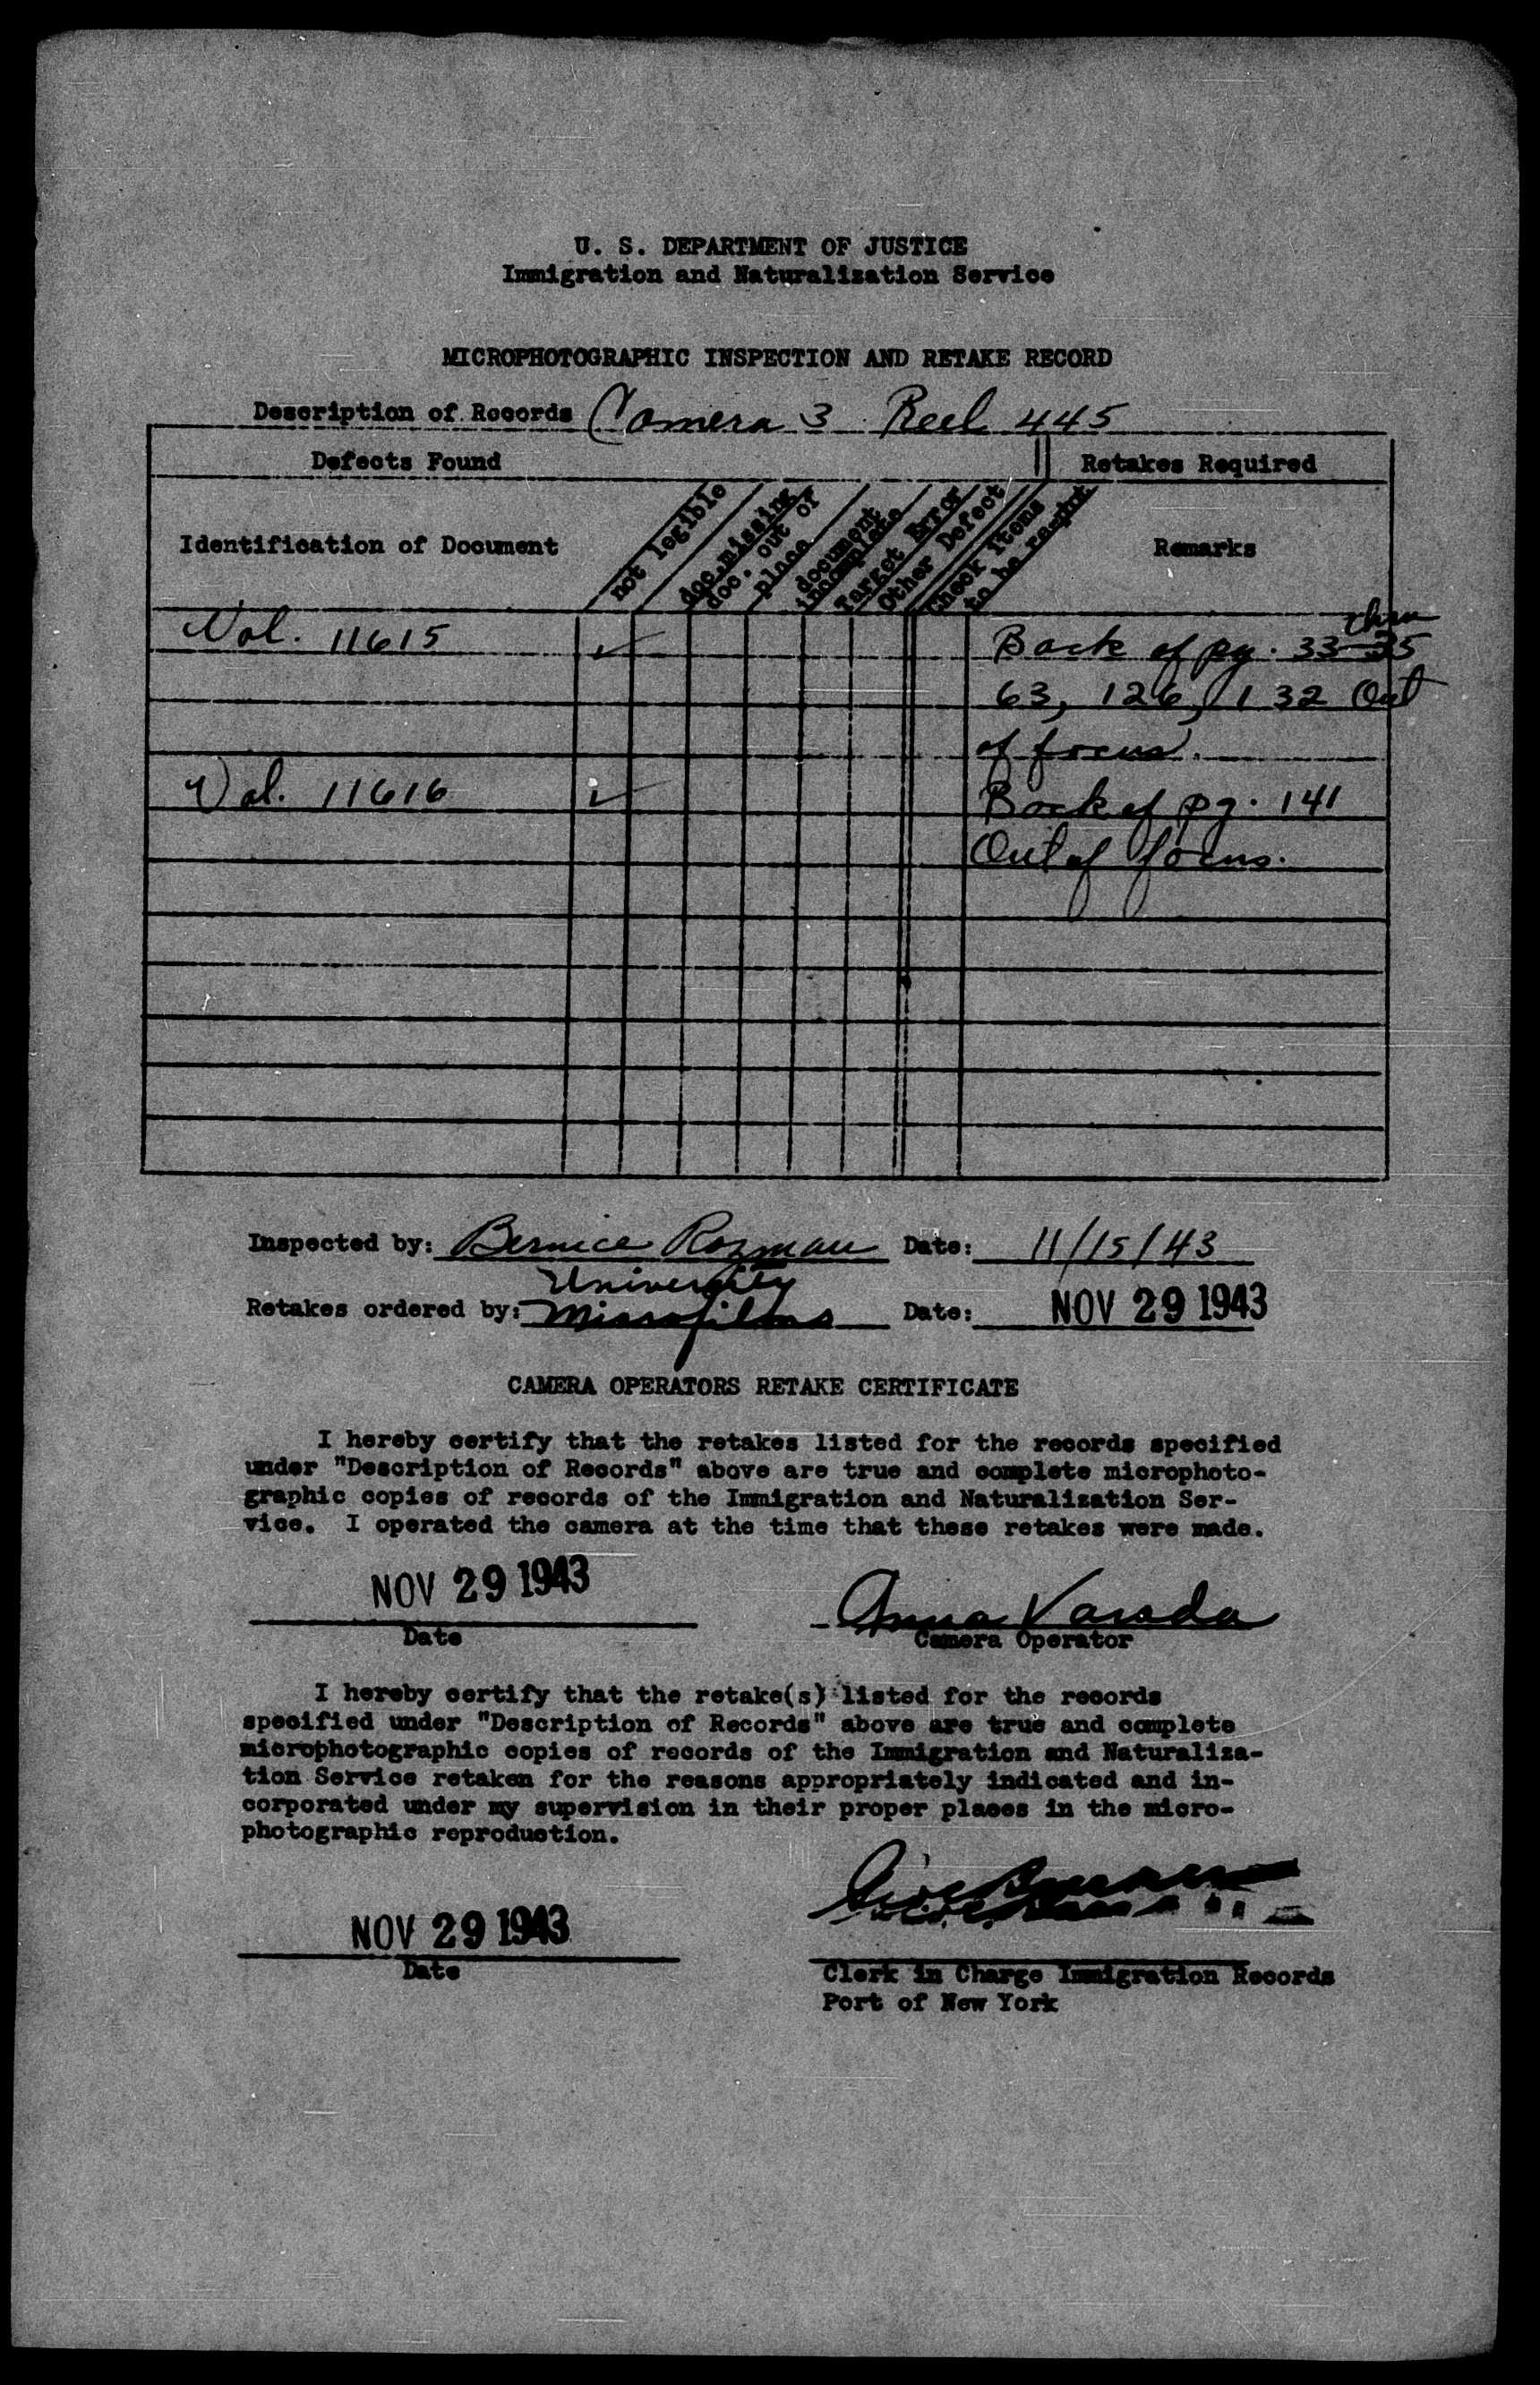 U. S. DEPARTMENT OF JUSTICE
Immigration and Naturalization Service
MICROPHOTOGRAPHIC INSPECTION AND RETAKE RECORD
Description of Records Camera 3 Reel 445
Defects Found
Retakes Required
Identification of Document
not legible
doc. missing
doc. out of
place
document
incomplete
Target Error
Other Defect
Check Items
to be repht
Remarks
thru
Vol. 11615 ✓ Back of pg. 33-35
63, 126, 132 Out
of focus.
Vol. 11616 ✓ Back of pg. 141
Out of focus.
Inspected by: Bernice Rozman Date: 11/15/43
University
Retakes ordered by: Microfilms Date: NOV 29 1943
CAMERA OPERATORS RETAKE CERTIFICATE
I hereby certify that the retakes listed for the records specified
under "Description of Records" above are true and complete microphoto-
graphic copies of records of the Immigration and Naturalization Ser-
vice. I operated the camera at the time that these retakes were made.
NOV 29 1943
Anna Varada
Date
Camera Operator
I hereby certify that the retake(s) listed for the records
specified under "Description of Records" above are true and complete
microphotographic copies of records of the Immigration and Naturaliza-
tion Service retaken for the reasons appropriately indicated and in-
corporated under my supervision in their proper places in the micro-
photographic reproduction.
NOV 29 1943
Date
Clerk in Charge Immigration Records
Port of New York